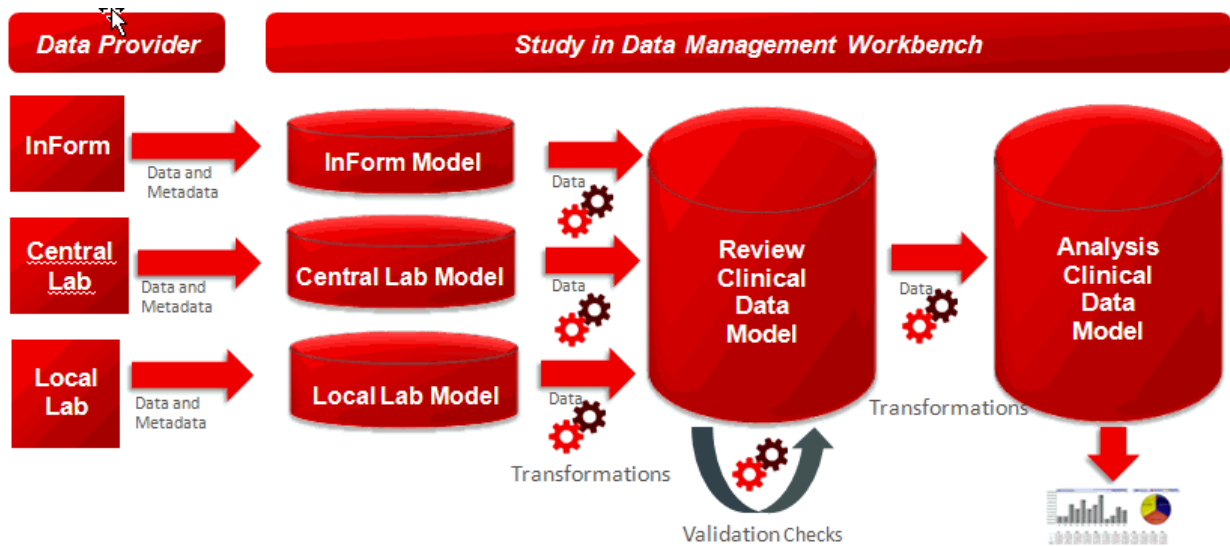 Data Provider
Study in Data Management Workbench
InForm
Data and
Metadata
InForm Model
Data
Central
Lab
Data and
Metadata
Central Lab Model
Data
Local
Lab
Data and
Metadata
Local Lab Model
Data
Transformations
Review
Clinical
Data
Model
Validation Checks
Data
Transformations
Analysis
Clinical
Data
Model